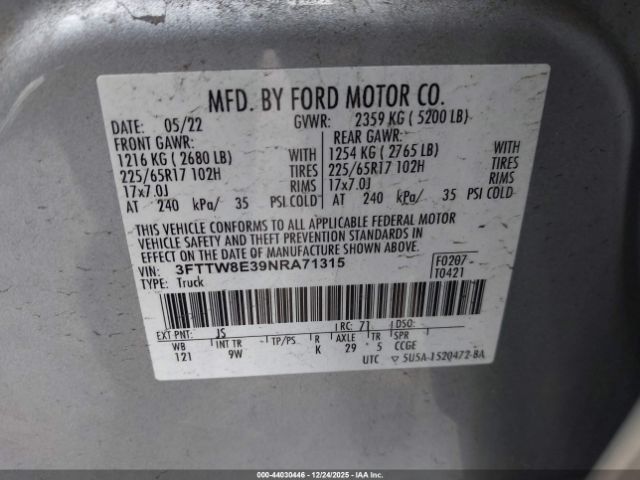 MFD. BY FORD MOTOR CO.
DATE: 05/22 GVWR: 2359 KG ( 5200 LB)
FRONT GAWR: REAR GAWR:
1216 KG ( 2680 LB) WITH 1254 KG ( 2765 LB) WITH
225/65R17 102H TIRES 225/65R17 102H TIRES
17x7.0J RIMS 17x7.0J RIMS
AT 240 kPa/ 35 PSI COLD AT 240 kPa/ 35 PSI COLD
THIS VEHICLE CONFORMS TO ALL APPLICABLE FEDERAL MOTOR
VEHICLE SAFETY AND THEFT PREVENTION STANDARDS IN
EFFECT ON THE DATE OF MANUFACTURE SHOWN ABOVE.
VIN: 3FTTW8E39NRA71315 F0207-
TYPE: Truck T0421
EXT PNT: JS RC: 71 DSO:
WB INT TR TP/PS R AXLE TR SPR
121 9W K 29 5 CCGE
UTC ▽ 5U5A-1520472-BA
000-44030446 - 12/24/2025 - IAA, Inc.